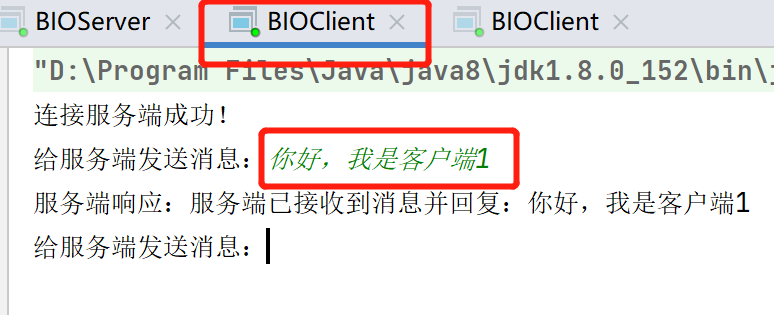 BIOServer BIOClient BIOClient
"D:\Program Files\Java\java8\jdk1.8.0_152\bin\j
连接服务端成功!
给服务端发送消息：你好，我是客户端1
服务端响应：服务端已接收到消息并回复：你好，我是客户端1
给服务端发送消息：